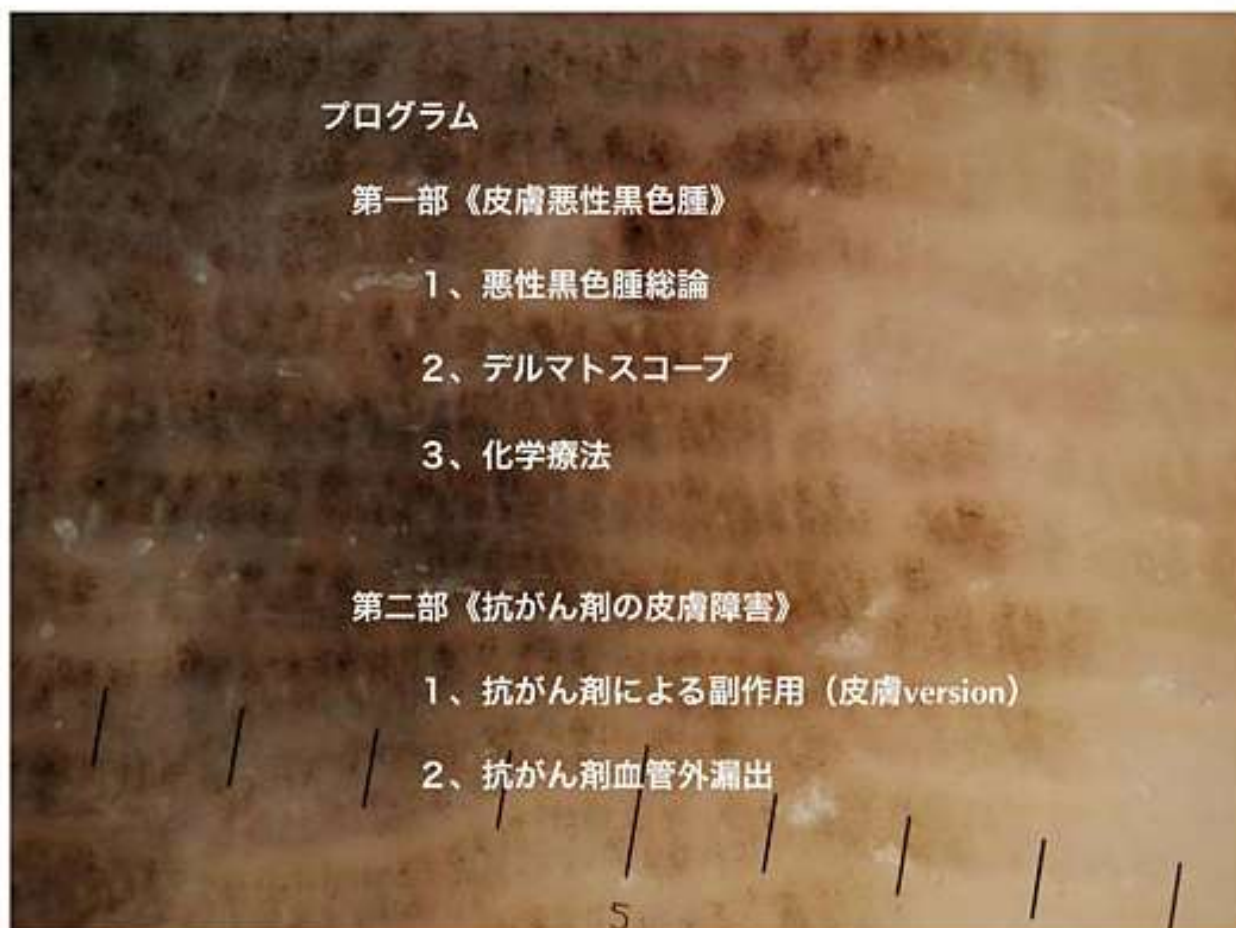 プログラム
第一部《皮膚悪性黒色腫》
１、悪性黒色腫総論
２、デルマトスコープ
３、化学療法
第二部《抗がん剤の皮膚障害》
１、抗がん剤による副作用（皮膚version）
２、抗がん剤血管外漏出
5